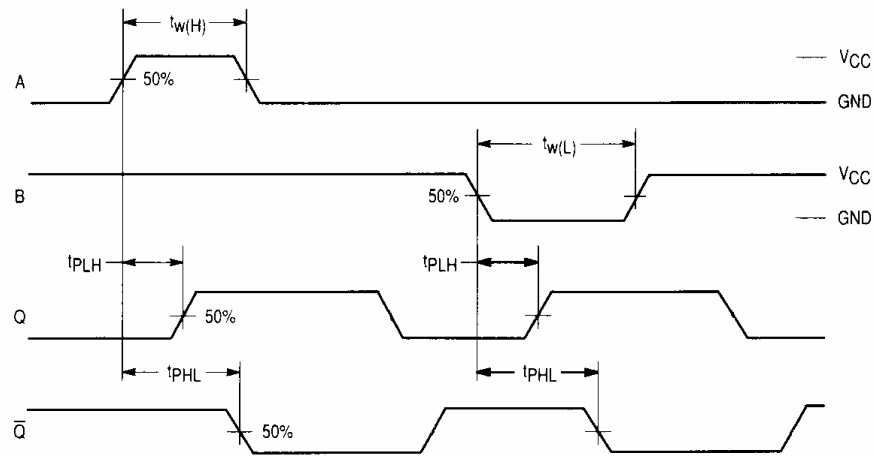 tw(H)
VCC
A
50%
GND
tw(L)
VCC
B
50%
GND
tPLH
tPLH
Q
50%
tPHL
tPHL
Q̅
50%